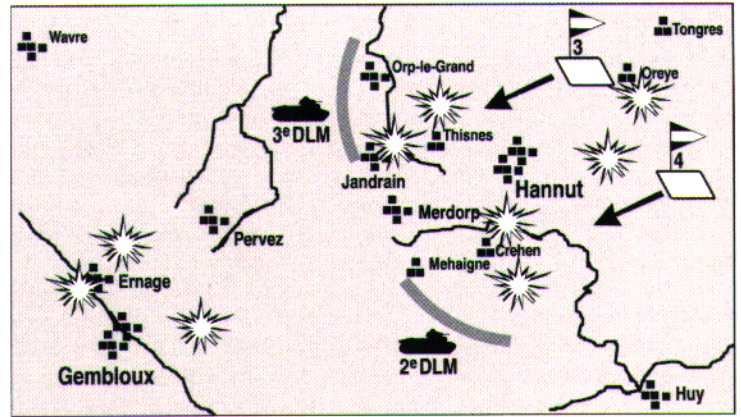 Wavre
3
Tongres
Orp-le-Grand
Oreye
3e DLM
Thisnes
4
Jandrain
Hannut
Merdorp
Pervez
Crehen
Mehaigne
Ernage
2e DLM
Gembloux
Huy